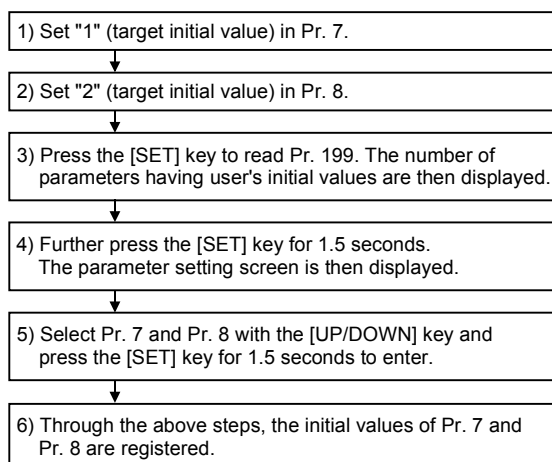 1) Set "1" (target initial value) in Pr. 7.
2) Set "2" (target initial value) in Pr. 8.
3) Press the [SET] key to read Pr. 199. The number of
parameters having user's initial values are then displayed.
4) Further press the [SET] key for 1.5 seconds.
The parameter setting screen is then displayed.
5) Select Pr. 7 and Pr. 8 with the [UP/DOWN] key and
press the [SET] key for 1.5 seconds to enter.
6) Through the above steps, the initial values of Pr. 7 and
Pr. 8 are registered.